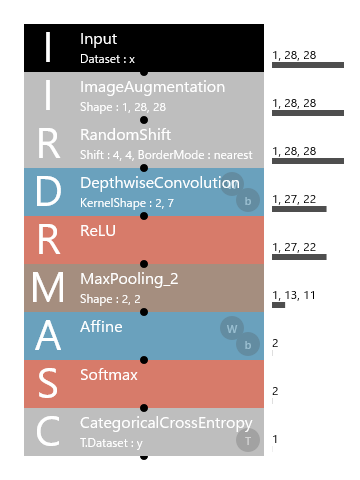 I
Input
Dataset : x
1, 28, 28
I
ImageAugmentation
Shape : 1, 28, 28
1, 28, 28
R
RandomShift
Shift : 4, 4, BorderMode : nearest
1, 28, 28
D
DepthwiseConvolution
KernelShape : 2, 7
W
b
1, 27, 22
R
ReLU
1, 27, 22
M
MaxPooling_2
Shape : 2, 2
1, 13, 11
A
Affine
W
b
2
S
Softmax
2
C
CategoricalCrossEntropy
T.Dataset : y
T
1